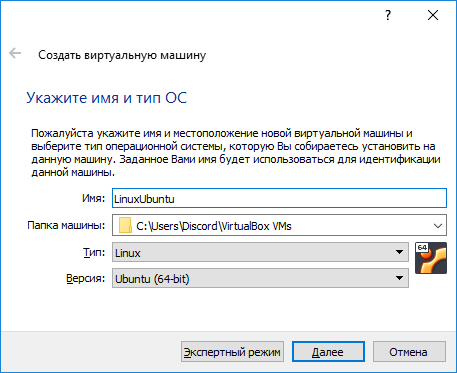 ?
Создать виртуальную машину
Укажите имя и тип ОС
Пожалуйста укажите имя и местоположение новой виртуальной машины и
выберите тип операционной системы, которую Вы собираетесь установить на
данную машину. Заданное Вами имя будет использоваться для идентификации
данной машины.
Имя: LinuxUbuntu
Папка машины: C:\Users\Discord\VirtualBox VMs
Тип: Linux
64
Версия: Ubuntu (64-bit)
Экспертный режим Далее Отмена